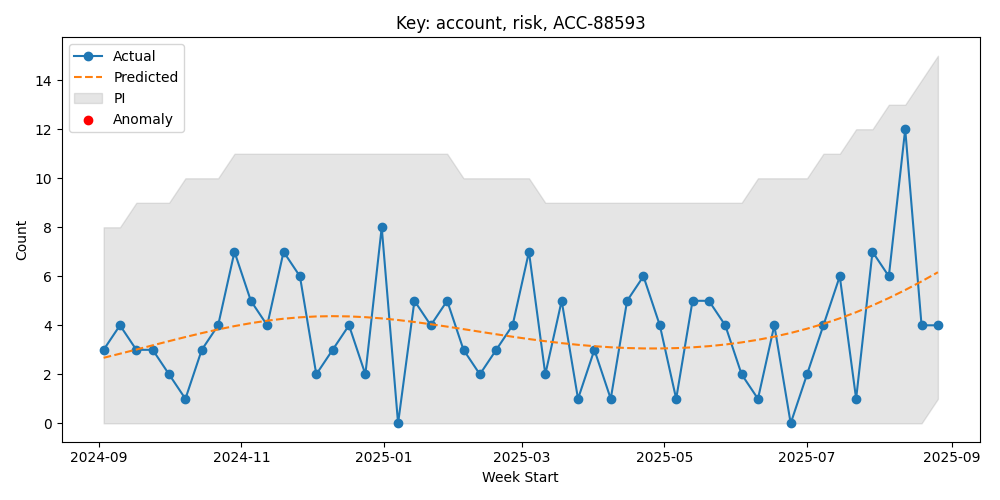 Key: account, risk, ACC-88593
Actual
Predicted
PI
Anomaly
Count
14
12
10
8
6
4
2
0
2024-09
2024-11
2025-01
2025-03
2025-05
2025-07
2025-09
Week Start